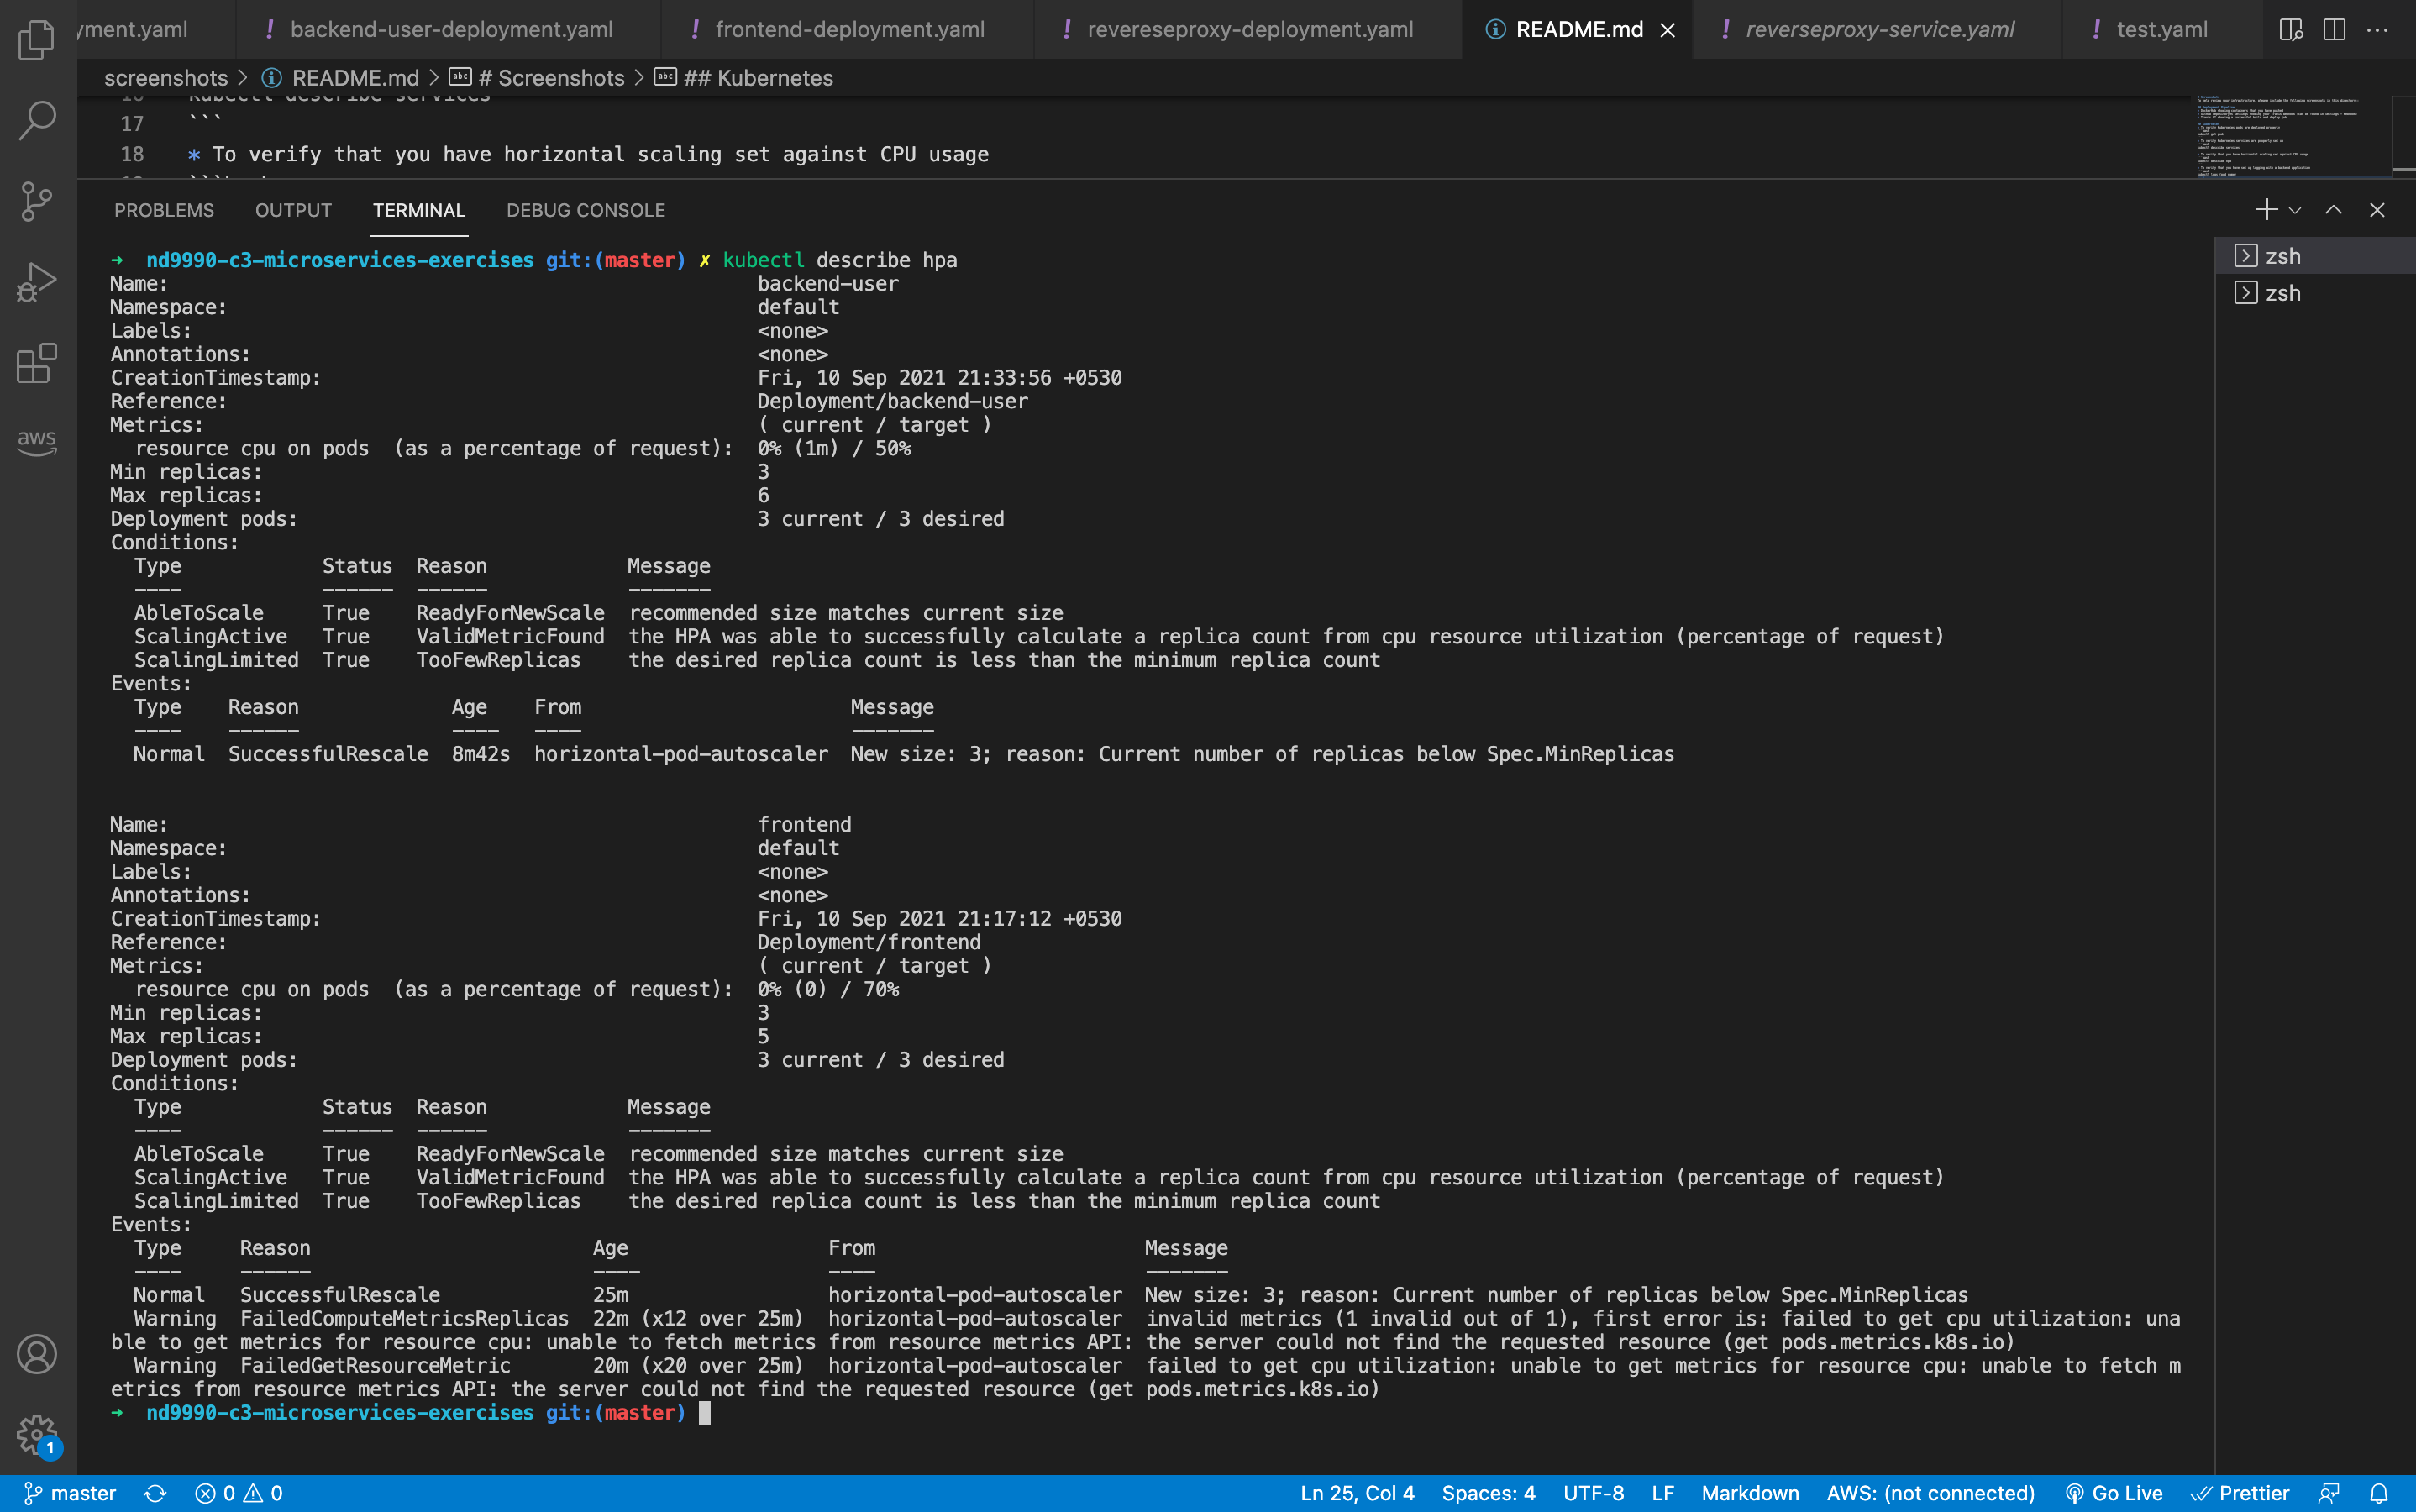 yment.yaml
! backend-user-deployment.yaml
! frontend-deployment.yaml
! revereseproxy-deployment.yaml
README.md
! reverseproxy-service.yaml
! test.yaml
screenshots > README.md > # Screenshots > ## Kubernetes
16 kubectl describe services
17 ```
18 * To verify that you have horizontal scaling set against CPU usage
PROBLEMS OUTPUT TERMINAL DEBUG CONSOLE
zsh
zsh
➜ nd9990-c3-microservices-exercises git:(master) ✗ kubectl describe hpa
Name: backend-user
Namespace: default
Labels: <none>
Annotations: <none>
CreationTimestamp: Fri, 10 Sep 2021 21:33:56 +0530
Reference: Deployment/backend-user
Metrics: ( current / target )
resource cpu on pods (as a percentage of request): 0% (1m) / 50%
Min replicas: 3
Max replicas: 6
Deployment pods: 3 current / 3 desired
Conditions:
Type Status Reason Message
---- ------ ------ -------
AbleToScale True ReadyForNewScale recommended size matches current size
ScalingActive True ValidMetricFound the HPA was able to successfully calculate a replica count from cpu resource utilization (percentage of request)
ScalingLimited True TooFewReplicas the desired replica count is less than the minimum replica count
Events:
Type Reason Age From Message
---- ------ ---- ---- -------
Normal SuccessfulRescale 8m42s horizontal-pod-autoscaler New size: 3; reason: Current number of replicas below Spec.MinReplicas
Name: frontend
Namespace: default
Labels: <none>
Annotations: <none>
CreationTimestamp: Fri, 10 Sep 2021 21:17:12 +0530
Reference: Deployment/frontend
Metrics: ( current / target )
resource cpu on pods (as a percentage of request): 0% (0) / 70%
Min replicas: 3
Max replicas: 5
Deployment pods: 3 current / 3 desired
Conditions:
Type Status Reason Message
---- ------ ------ -------
AbleToScale True ReadyForNewScale recommended size matches current size
ScalingActive True ValidMetricFound the HPA was able to successfully calculate a replica count from cpu resource utilization (percentage of request)
ScalingLimited True TooFewReplicas the desired replica count is less than the minimum replica count
Events:
Type Reason Age From Message
---- ------ ---- ---- -------
Normal SuccessfulRescale 25m horizontal-pod-autoscaler New size: 3; reason: Current number of replicas below Spec.MinReplicas
Warning FailedComputeMetricsReplicas 22m (x12 over 25m) horizontal-pod-autoscaler invalid metrics (1 invalid out of 1), first error is: failed to get cpu utilization: una
ble to get metrics for resource cpu: unable to fetch metrics from resource metrics API: the server could not find the requested resource (get pods.metrics.k8s.io)
Warning FailedGetResourceMetric 20m (x20 over 25m) horizontal-pod-autoscaler failed to get cpu utilization: unable to get metrics for resource cpu: unable to fetch m
etrics from resource metrics API: the server could not find the requested resource (get pods.metrics.k8s.io)
➜ nd9990-c3-microservices-exercises git:(master)
aws
1
master 0 0 Ln 25, Col 4 Spaces: 4 UTF-8 LF Markdown AWS: (not connected) Go Live Prettier